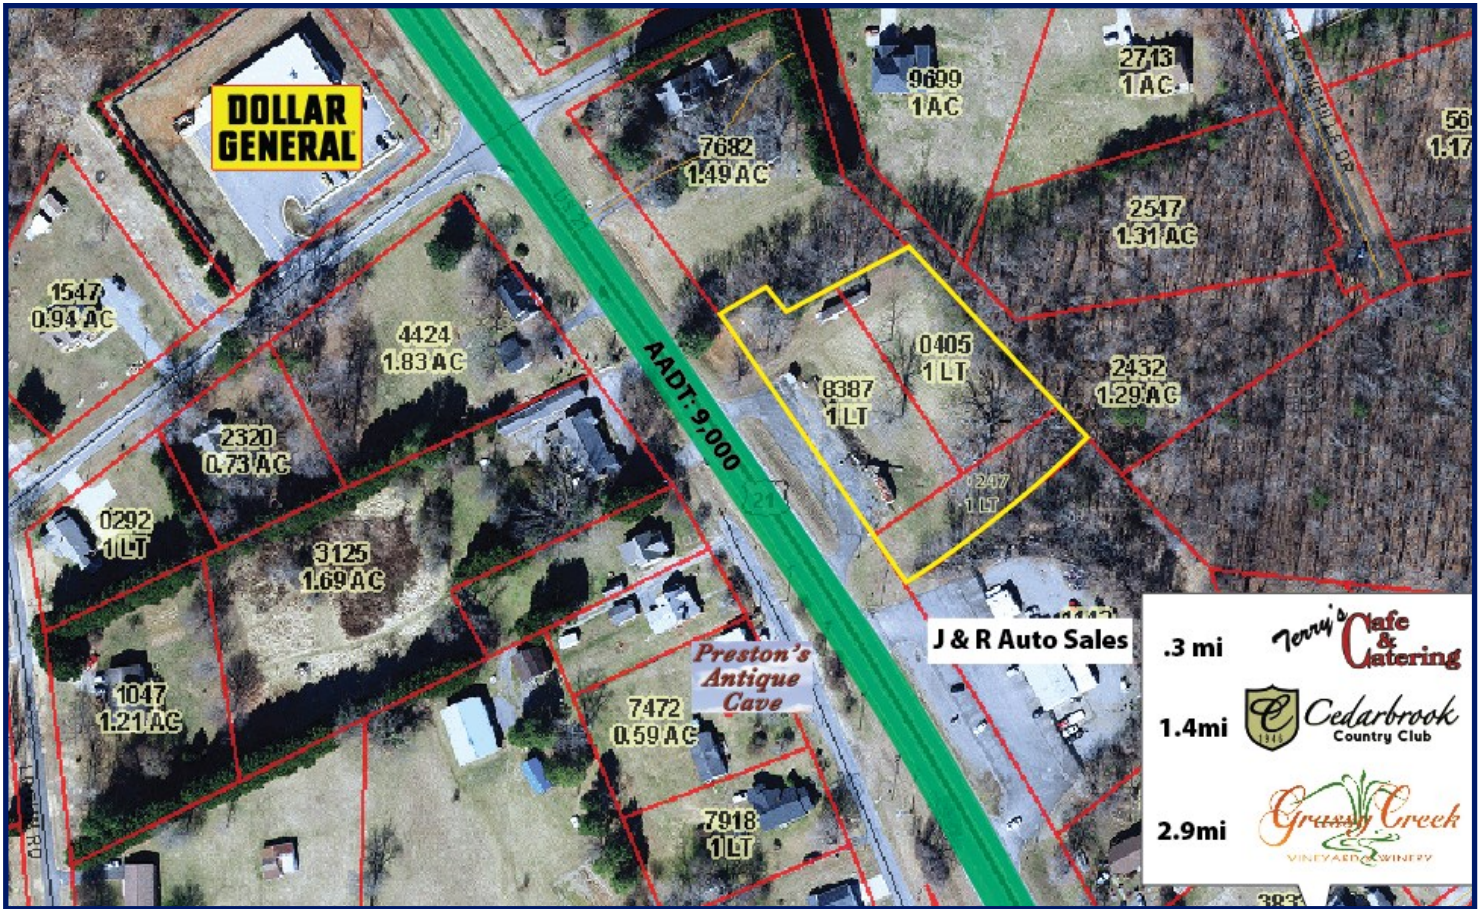 DOLLAR
GENERAL
2713
1 AC
9699
1 AC
THORNHILL DR
56
1.17
7682
1.49 AC
2547
1.31 AC
1547
0.94 AC
4424
1.83 AC
AADT: 9,000
0405
1 LT
8387
1 LT
2432
1.29 AC
2320
0.73 AC
1247
1 LT
21
0292
1 LT
3125
1.69 AC
J & R Auto Sales
1047
1.21 AC
Preston's
Antique
Cave
7472
0.59 AC
7918
1 LT
.3 mi
Terry's Cafe
&
Catering
1.4mi
1946
Cedarbrook
Country Club
2.9mi
Grassy Creek
VINEYARD & WINERY
383